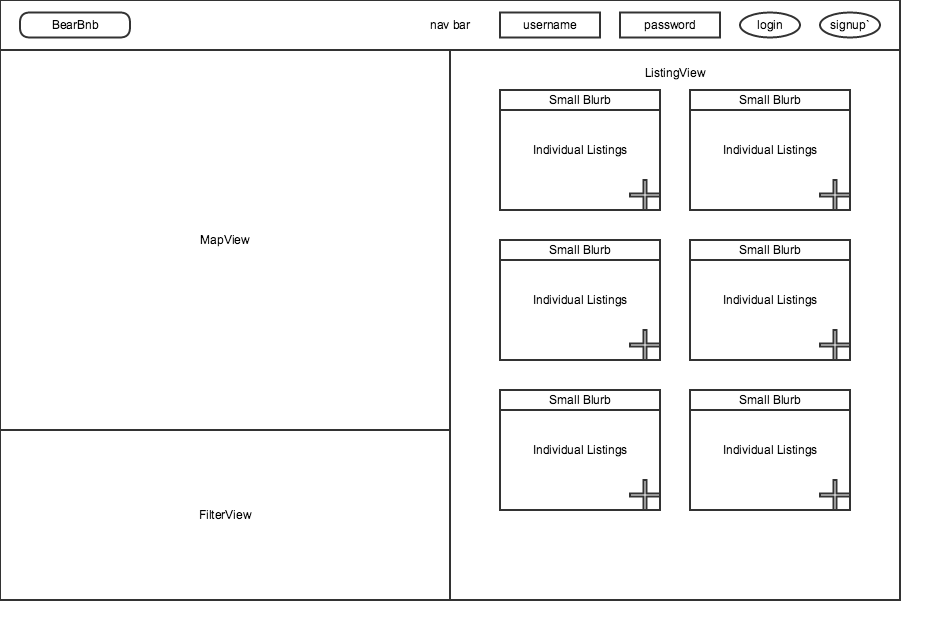 BearBnb
nav bar
username
password
login
signup`
ListingView
Small Blurb
Small Blurb
Individual Listings
Individual Listings
MapView
Small Blurb
Small Blurb
Individual Listings
Individual Listings
Small Blurb
Small Blurb
Individual Listings
Individual Listings
FilterView